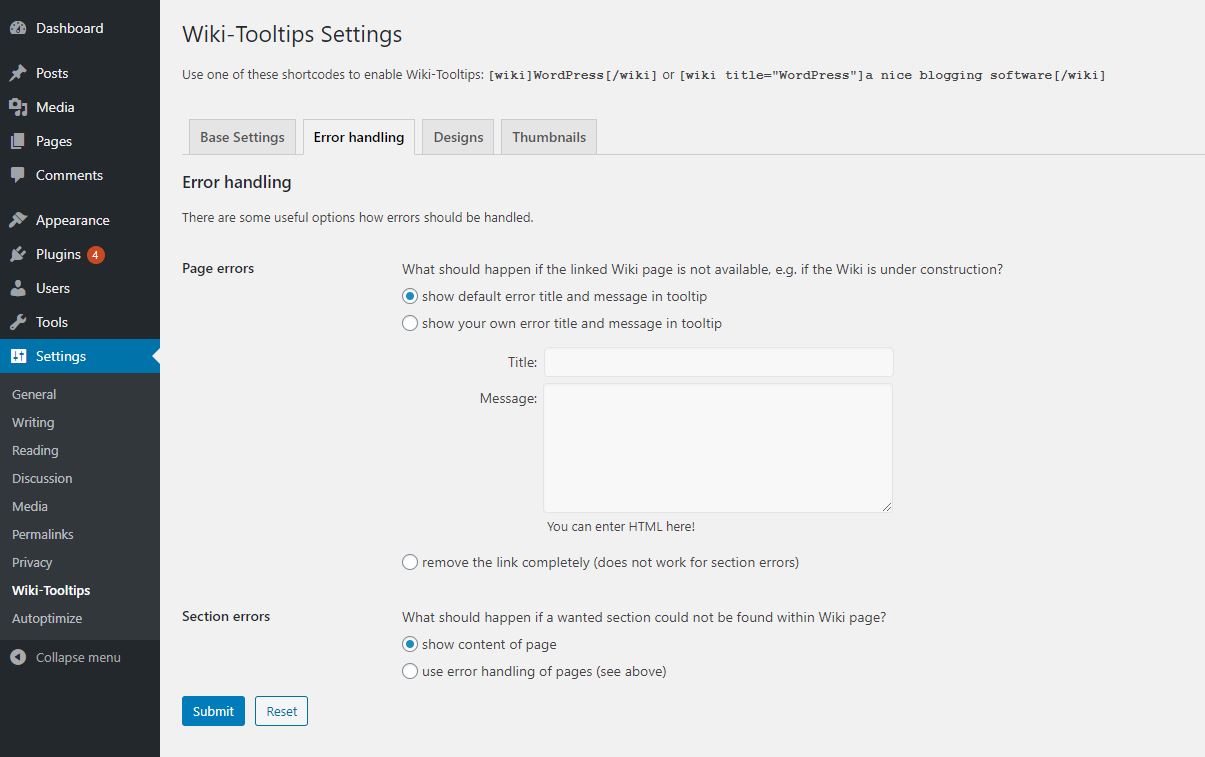 Dashboard
Posts
Media
Pages
Comments
Appearance
Plugins 4
Users
Tools
Settings
General
Writing
Reading
Discussion
Media
Permalinks
Privacy
Wiki-Tooltips
Autoptimize
Collapse menu
Wiki-Tooltips Settings
Use one of these shortcodes to enable Wiki-Tooltips: [wiki]WordPress[/wiki] or [wiki title="WordPress"]a nice blogging software[/wiki]
Base Settings Error handling Designs Thumbnails
Error handling
There are some useful options how errors should be handled.
Page errors
What should happen if the linked Wiki page is not available, e.g. if the Wiki is under construction?
show default error title and message in tooltip
show your own error title and message in tooltip
Title:
Message:
You can enter HTML here!
remove the link completely (does not work for section errors)
Section errors
What should happen if a wanted section could not be found within Wiki page?
show content of page
use error handling of pages (see above)
Submit Reset